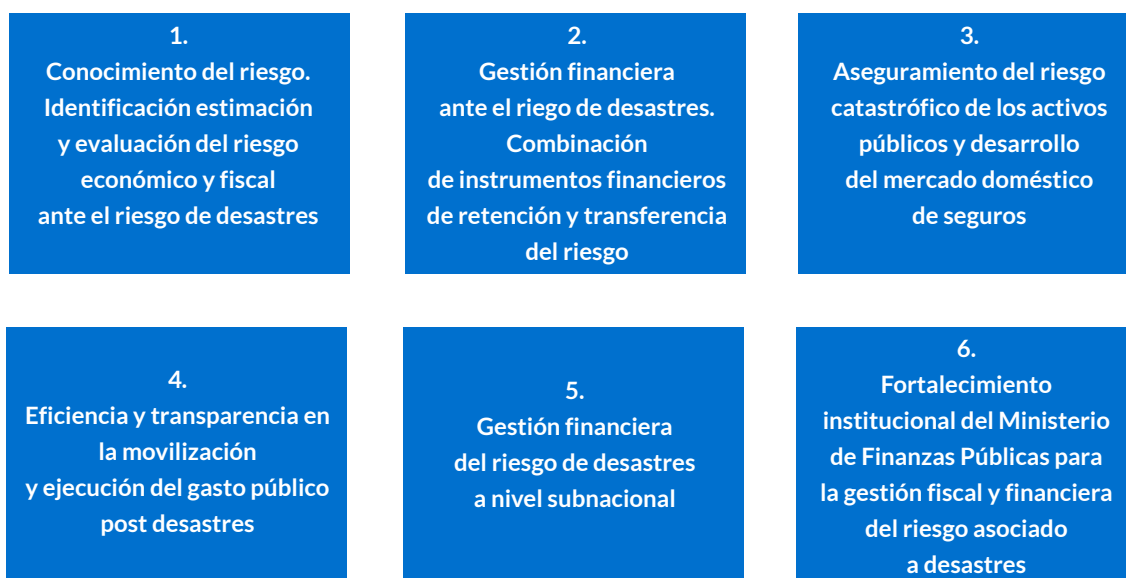 1.
Conocimiento del riesgo.
Identificación estimación
y evaluación del riesgo
económico y fiscal
ante el riesgo de desastres
2.
Gestión financiera
ante el riego de desastres.
Combinación
de instrumentos financieros
de retención y transferencia
del riesgo
3.
Aseguramiento del riesgo
catastrófico de los activos
públicos y desarrollo
del mercado doméstico
de seguros
4.
Eficiencia y transparencia en
la movilización
y ejecución del gasto público
post desastres
5.
Gestión financiera
del riesgo de desastres
a nivel subnacional
6.
Fortalecimiento
institucional del Ministerio
de Finanzas Públicas para
la gestión fiscal y financiera
del riesgo asociado
a desastres